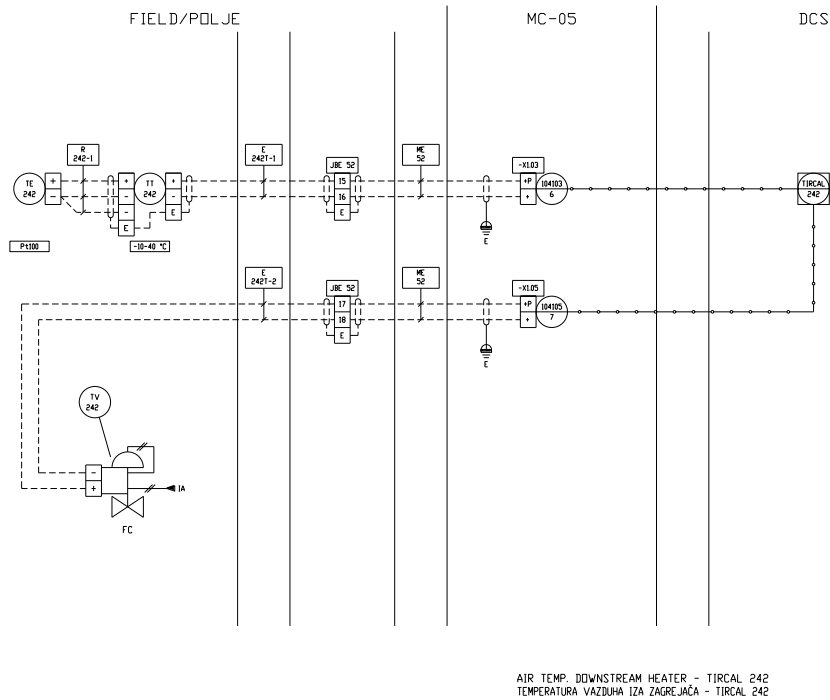 FIELD/POLJE
MC-05
DCS
R
242-1
E
242T-1
JBE 52
ME
52
-X1.03
TE
242
+
-
+
-
-
E
TT
242
+
-
E
15
16
E
+P
+
104103
6
TIRCAL
242
E
Pt100
-10-40 °C
E
242T-2
JBE 52
ME
52
-X1.05
17
18
E
+P
+
104105
7
E
TV
242
-
+
IA
FC
AIR TEMP. DOWNSTREAM HEATER - TIRCAL 242
TEMPERATURA VAZDUHA IZA ZAGREJAČA - TIRCAL 242